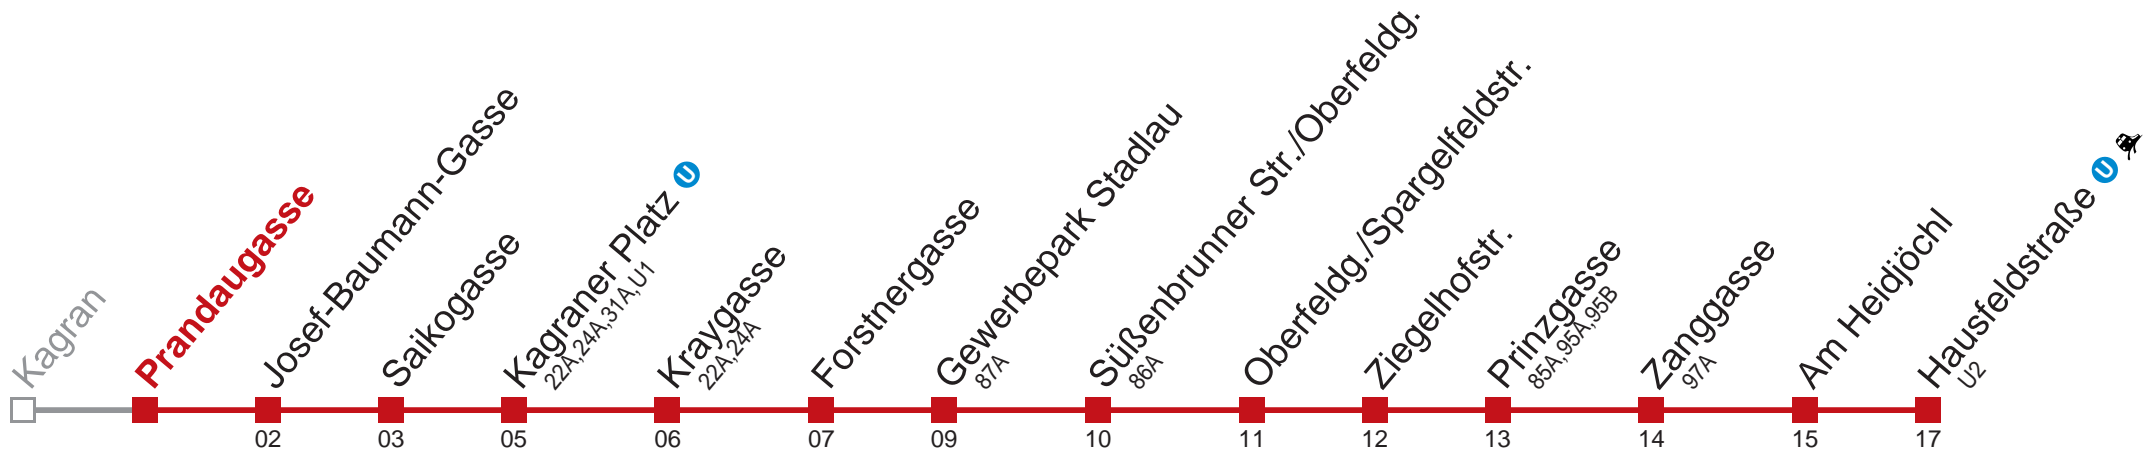 Kagran
Prandaugasse
Josef-Baumann-Gasse
02
Saikogasse
03
Kagraner Platz U
22A,24A,31A,U1
05
Kraygasse
22A,24A
06
Forstnergasse
07
Gewerbepark Stadlau
87A
09
Süßenbrunner Str./Oberfeldg.
86A
10
Oberfeldg./Spargelfeldstr.
11
Ziegelhofstr.
12
Prinzgasse
85A,95A,95B
13
Zanggasse
97A
14
Am Heidjöchl
15
Hausfeldstraße U
U2
17